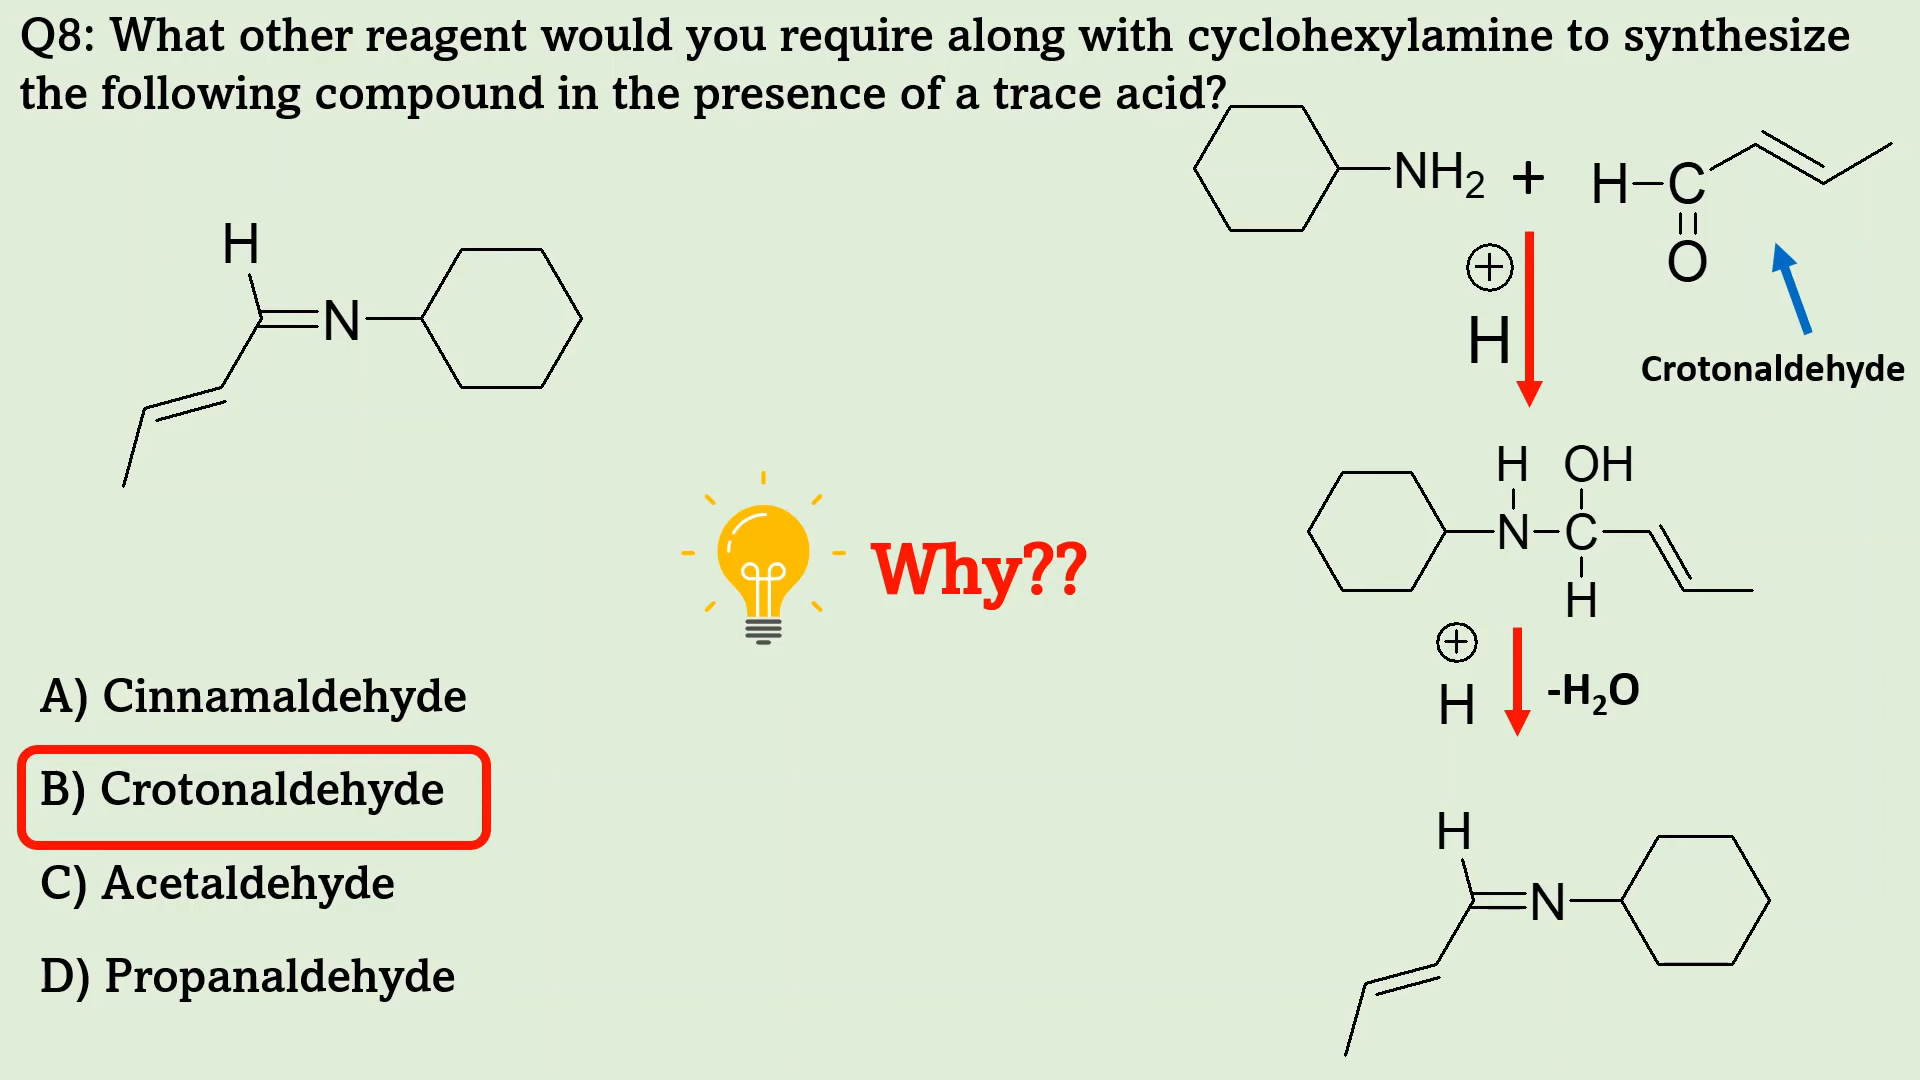 Q8: What other reagent would you require along with cyclohexylamine to synthesize
the following compound in the presence of a trace acid?
NH₂ + H C
O
⊕
H
Crotonaldehyde
H
N
H OH
N C
H
Why??
⊕
H
-H₂O
A) Cinnamaldehyde
B) Crotonaldehyde
C) Acetaldehyde
D) Propanaldehyde
H
N